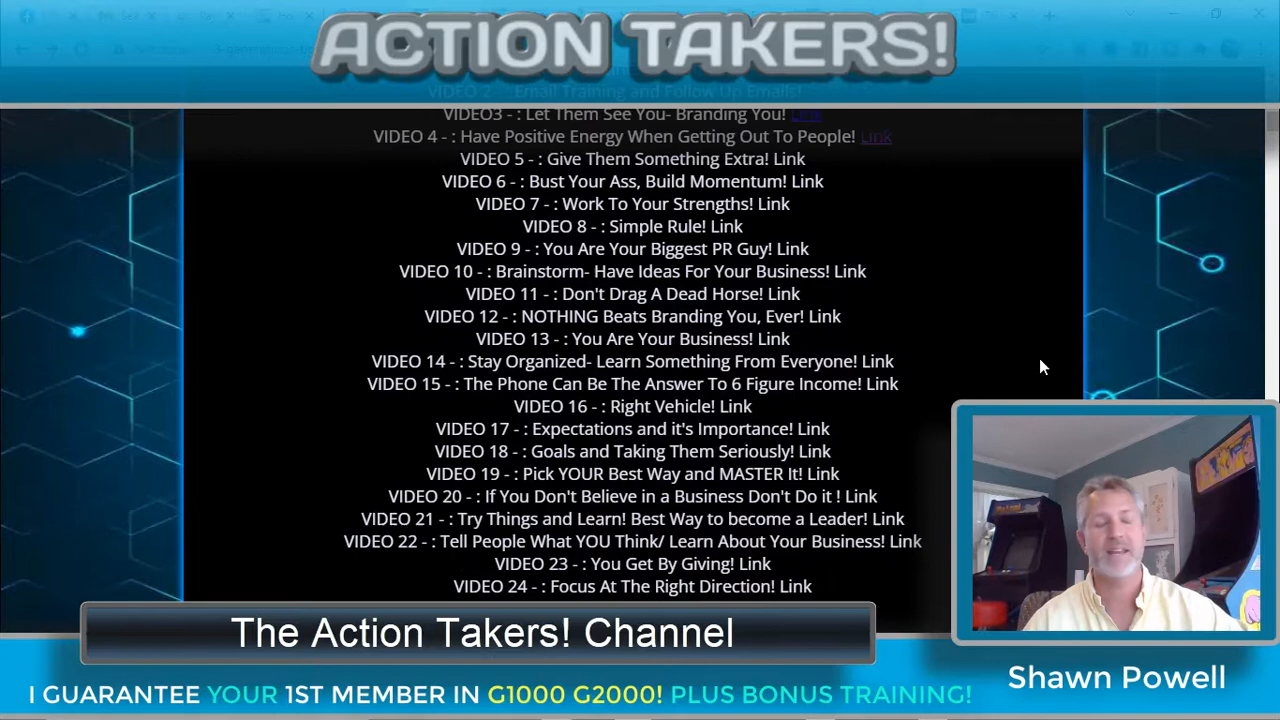 ACTION TAKERS!
VIDEO 2 - : Email Training and Follow Up Emails!
VIDEO3 - : Let Them See You- Branding You! Link
VIDEO 4 - : Have Positive Energy When Getting Out To People! Link
VIDEO 5 - : Give Them Something Extra! Link
VIDEO 6 - : Bust Your Ass, Build Momentum! Link
VIDEO 7 - : Work To Your Strengths! Link
VIDEO 8 - : Simple Rule! Link
VIDEO 9 - : You Are Your Biggest PR Guy! Link
VIDEO 10 - : Brainstorm- Have Ideas For Your Business! Link
VIDEO 11 - : Don't Drag A Dead Horse! Link
VIDEO 12 - : NOTHING Beats Branding You, Ever! Link
VIDEO 13 - : You Are Your Business! Link
VIDEO 14 - : Stay Organized- Learn Something From Everyone! Link
VIDEO 15 - : The Phone Can Be The Answer To 6 Figure Income! Link
VIDEO 16 - : Right Vehicle! Link
VIDEO 17 - : Expectations and it's Importance! Link
VIDEO 18 - : Goals and Taking Them Seriously! Link
VIDEO 19 - : Pick YOUR Best Way and MASTER It! Link
VIDEO 20 - : If You Don't Believe in a Business Don't Do it ! Link
VIDEO 21 - : Try Things and Learn! Best Way to become a Leader! Link
VIDEO 22 - : Tell People What YOU Think/ Learn About Your Business! Link
VIDEO 23 - : You Get By Giving! Link
VIDEO 24 - : Focus At The Right Direction! Link
The Action Takers! Channel
Shawn Powell
I GUARANTEE YOUR 1ST MEMBER IN G1000 G2000! PLUS BONUS TRAINING!